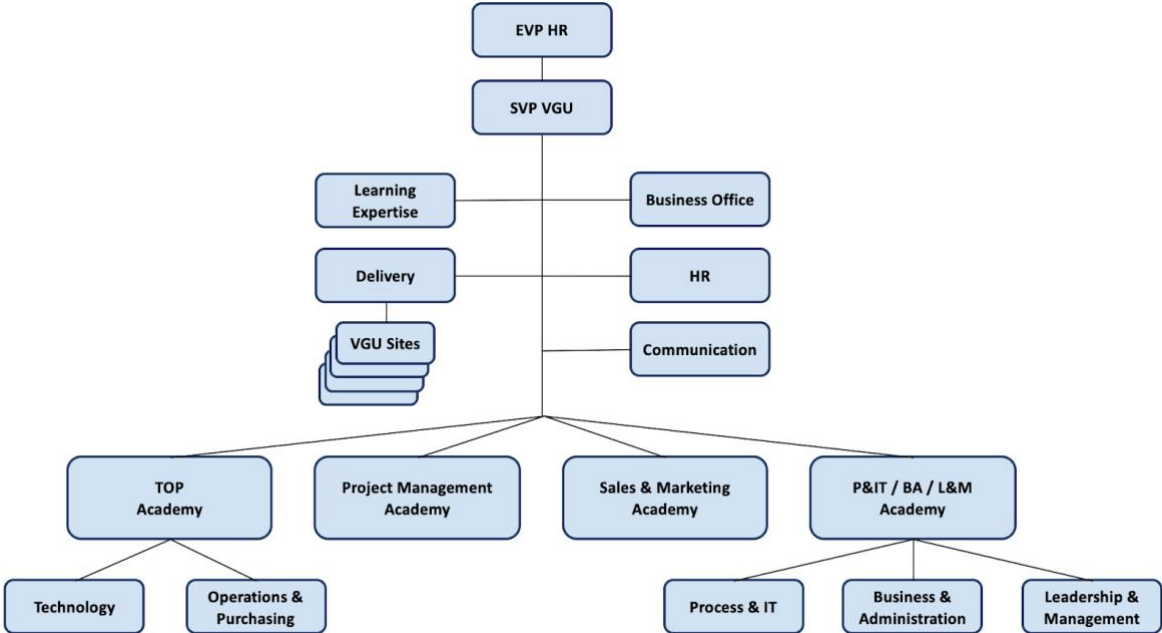 EVP HR
SVP VGU
Learning
Expertise
Business Office
Delivery
HR
VGU Sites
Communication
TOP
Academy
Project Management
Academy
Sales & Marketing
Academy
P&IT / BA / L&M
Academy
Technology
Operations &
Purchasing
Process & IT
Business &
Administration
Leadership &
Management